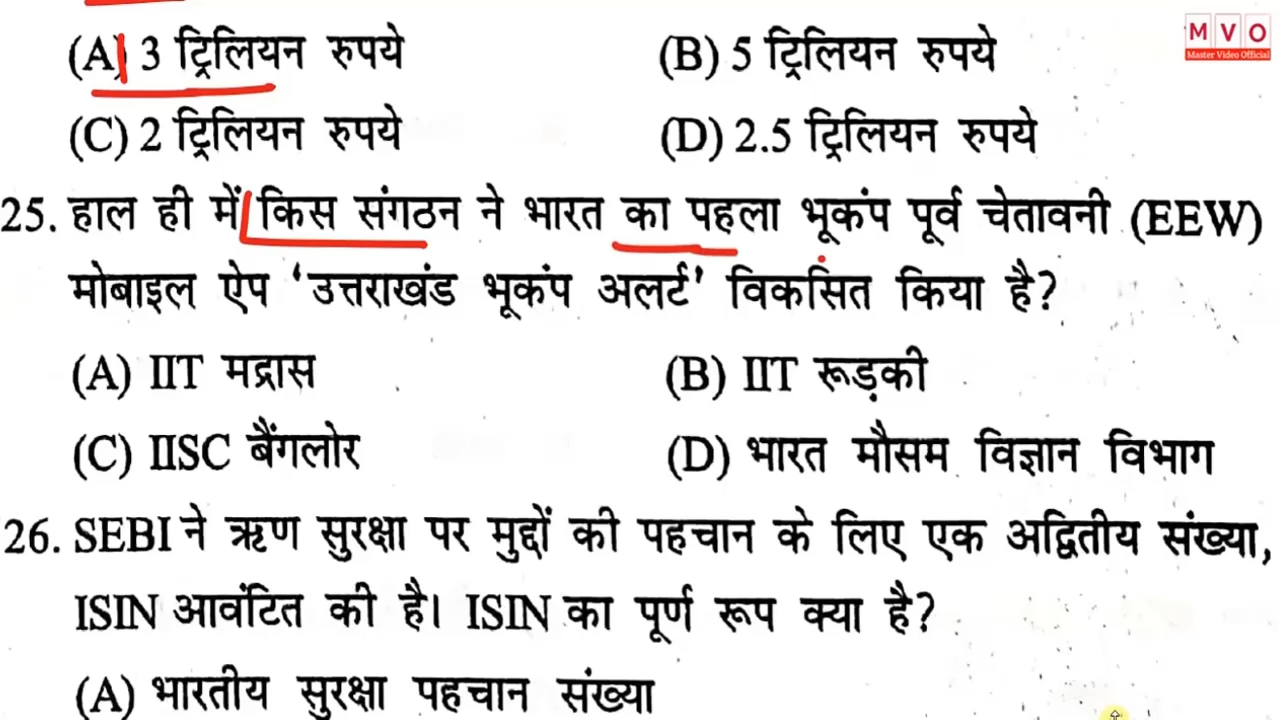 (A) 3 ट्रिलियन रुपये (B) 5 ट्रिलियन रुपये
M V O
Master Video Official
(C) 2 ट्रिलियन रुपये (D) 2.5 ट्रिलियन रुपये
25. हाल ही में किस संगठन ने भारत का पहला भूकंप पूर्व चेतावनी (EEW)
मोबाइल ऐप ‘उत्तराखंड भूकंप अलर्ट’ विकसित किया है?
(A) IIT मद्रास (B) IIT रूड़की
(C) IISC बैंगलोर (D) भारत मौसम विज्ञान विभाग
26. SEBI ने ऋण सुरक्षा पर मुद्दों की पहचान के लिए एक अद्वितीय संख्या,
ISIN आवंटित की है। ISIN का पूर्ण रूप क्या है?
(A) भारतीय सुरक्षा पहचान संख्या